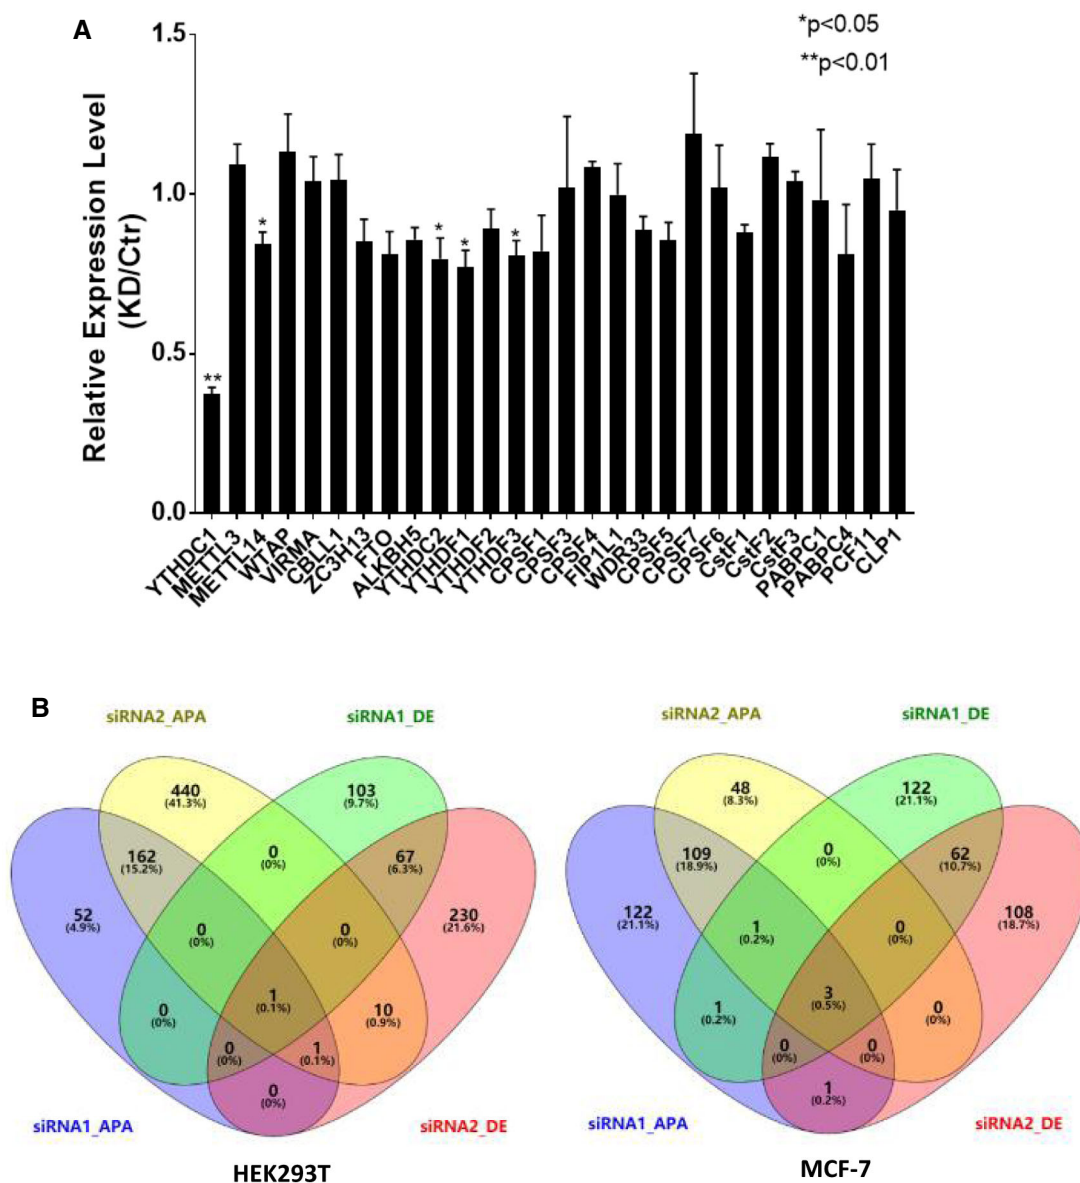 A
*p<0.05
**p<0.01
Relative Expression Level
(KD/Ctr)
1.5
1.0
0.5
0.0
**
*
*
*
*
YTHDC1
METTL3
METTL14
WTAP
VIRMA
CBLL1
ZC3H13
FTO
ALKBH5
YTHDC2
YTHDF1
YTHDF2
YTHDF3
CPSF1
CPSF3
CPSF4
FIP1L1
WDR33
CPSF5
CPSF7
CPSF6
CstF1
CstF2
CstF3
PABPC1
PABPC4
PCF11
CLP1
B
siRNA2_APA
siRNA1_DE
440
(41.3%)
103
(9.7%)
162
(15.2%)
0
(0%)
67
(6.3%)
52
(4.9%)
0
(0%)
0
(0%)
230
(21.6%)
0
(0%)
1
(0.1%)
10
(0.9%)
0
(0%)
1
(0.1%)
0
(0%)
siRNA1_APA
siRNA2_DE
HEK293T
siRNA2_APA
siRNA1_DE
48
(8.3%)
122
(21.1%)
109
(18.9%)
0
(0%)
62
(10.7%)
122
(21.1%)
1
(0.2%)
0
(0%)
108
(18.7%)
1
(0.2%)
3
(0.5%)
0
(0%)
0
(0%)
0
(0%)
1
(0.2%)
siRNA1_APA
siRNA2_DE
MCF-7